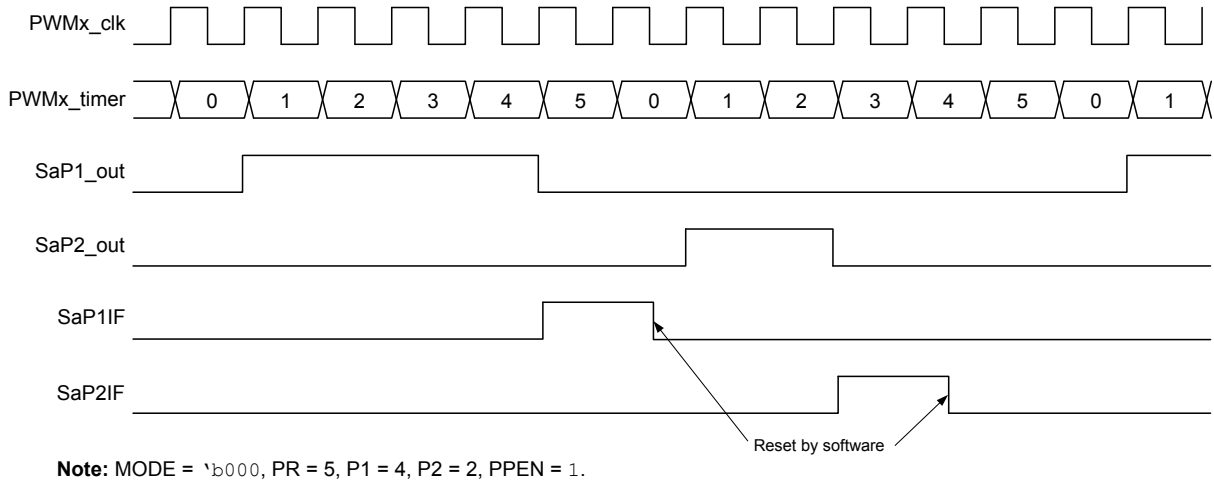 PWMx_clk
PWMx_timer 0 1 2 3 4 5 0 1 2 3 4 5 0 1
SaP1_out
SaP2_out
SaP1IF
SaP2IF
Reset by software
Note: MODE = 'b000, PR = 5, P1 = 4, P2 = 2, PPEN = 1.